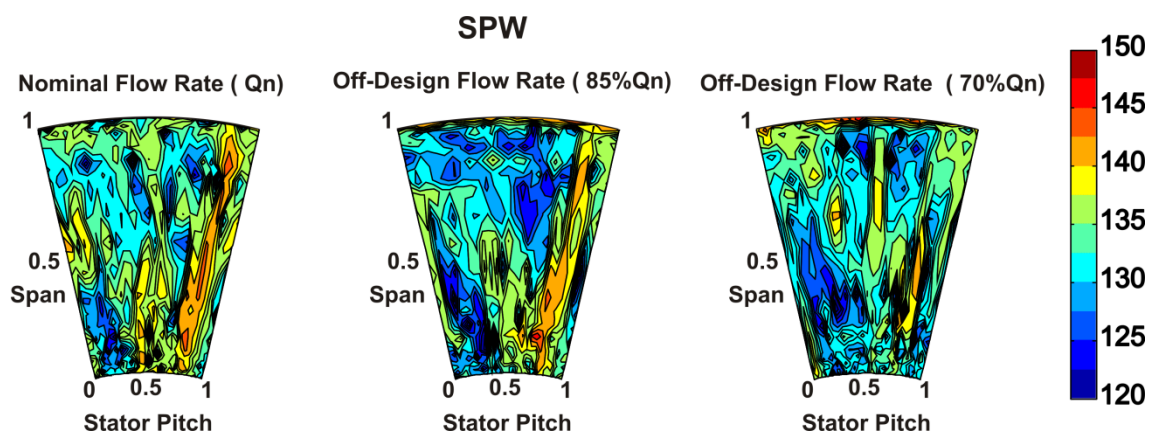 SPW
Nominal Flow Rate ( Qn)
Off-Design Flow Rate ( 85%Qn)
Off-Design Flow Rate ( 70%Qn)
1
0.5
Span
0
0.5
1
Stator Pitch
1
0.5
Span
0
0.5
1
Stator Pitch
1
0.5
Span
0
0.5
1
Stator Pitch
150
145
140
135
130
125
120